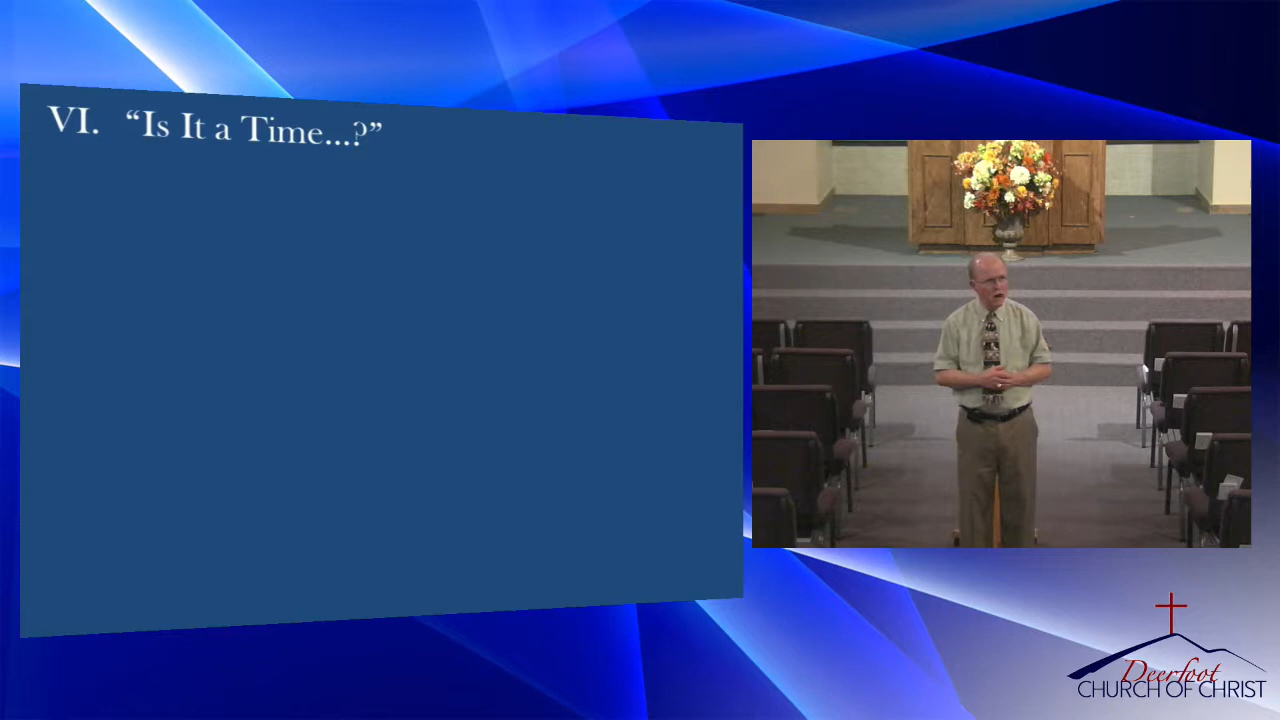 VI. “Is It a Time...?”
Deerfoot
CHURCH OF CHRIST